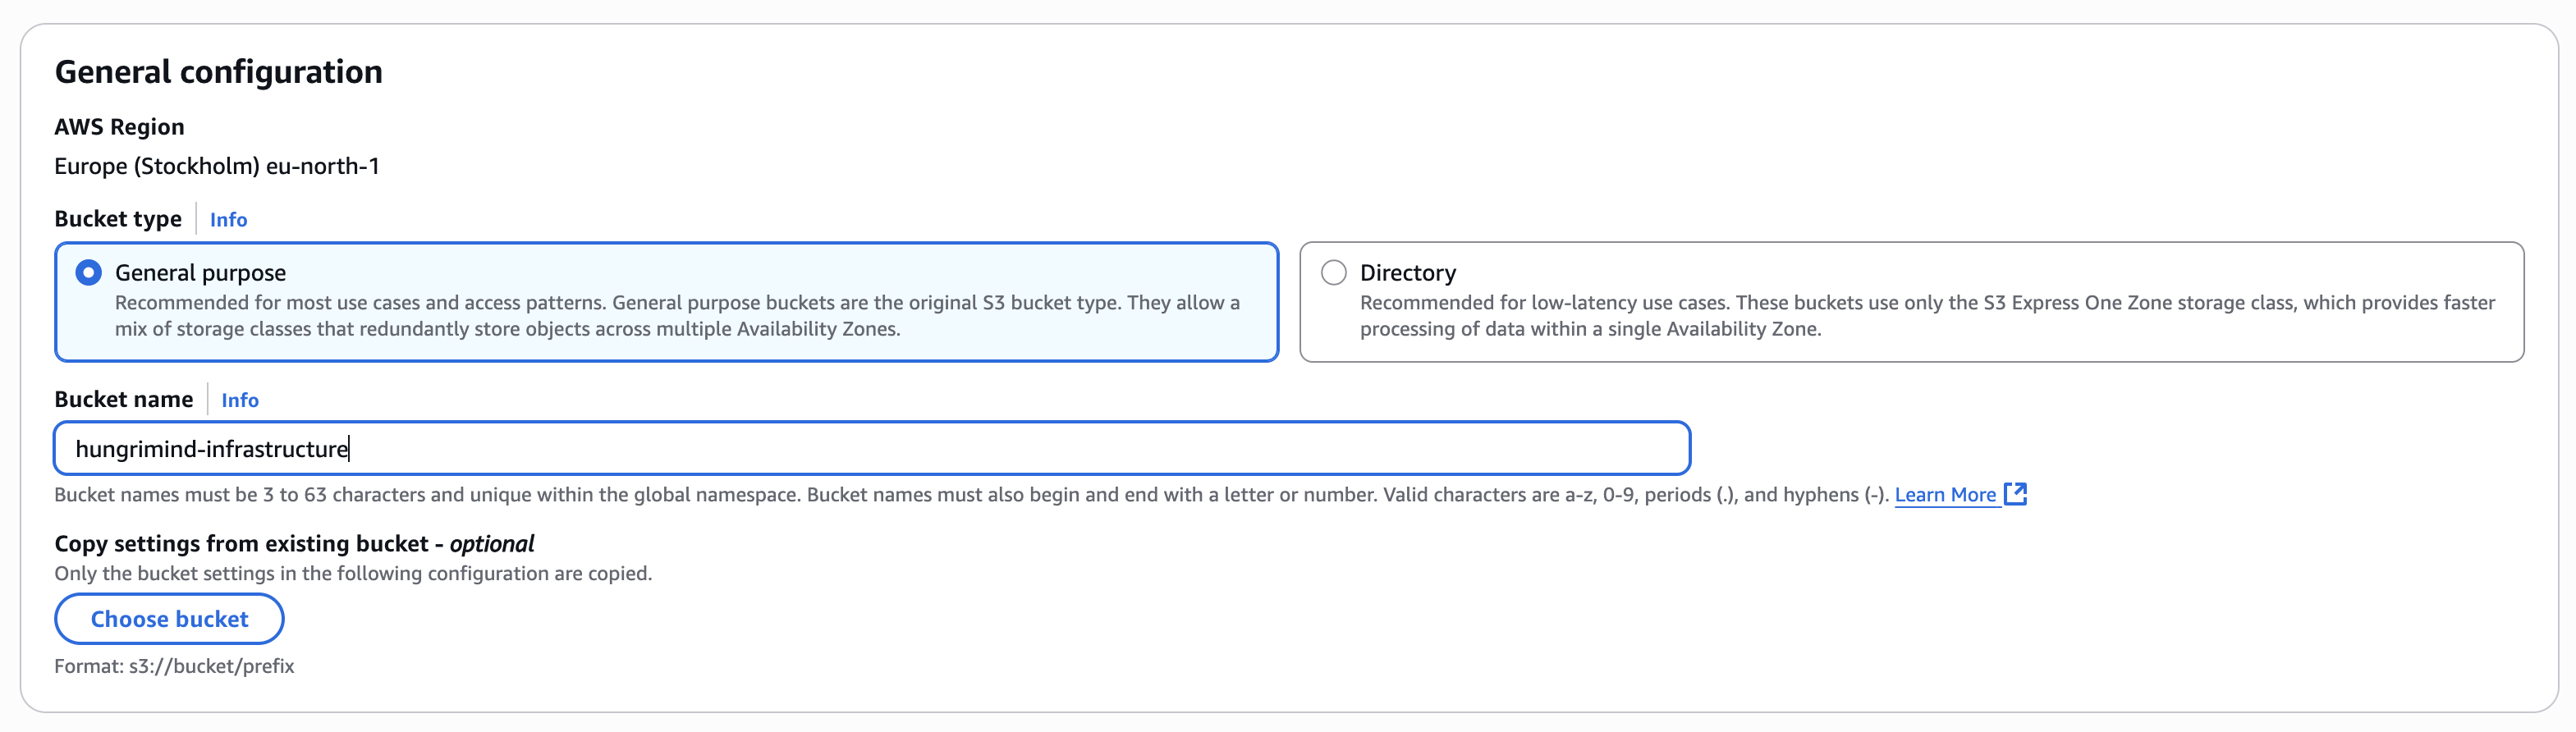 General configuration
AWS Region
Europe (Stockholm) eu-north-1
Bucket type Info
General purpose
Recommended for most use cases and access patterns. General purpose buckets are the original S3 bucket type. They allow a
mix of storage classes that redundantly store objects across multiple Availability Zones.
Directory
Recommended for low-latency use cases. These buckets use only the S3 Express One Zone storage class, which provides faster
processing of data within a single Availability Zone.
Bucket name Info
hungrimind-infrastructure
Bucket names must be 3 to 63 characters and unique within the global namespace. Bucket names must also begin and end with a letter or number. Valid characters are a-z, 0-9, periods (.), and hyphens (-). Learn More
Copy settings from existing bucket - optional
Only the bucket settings in the following configuration are copied.
Choose bucket
Format: s3://bucket/prefix